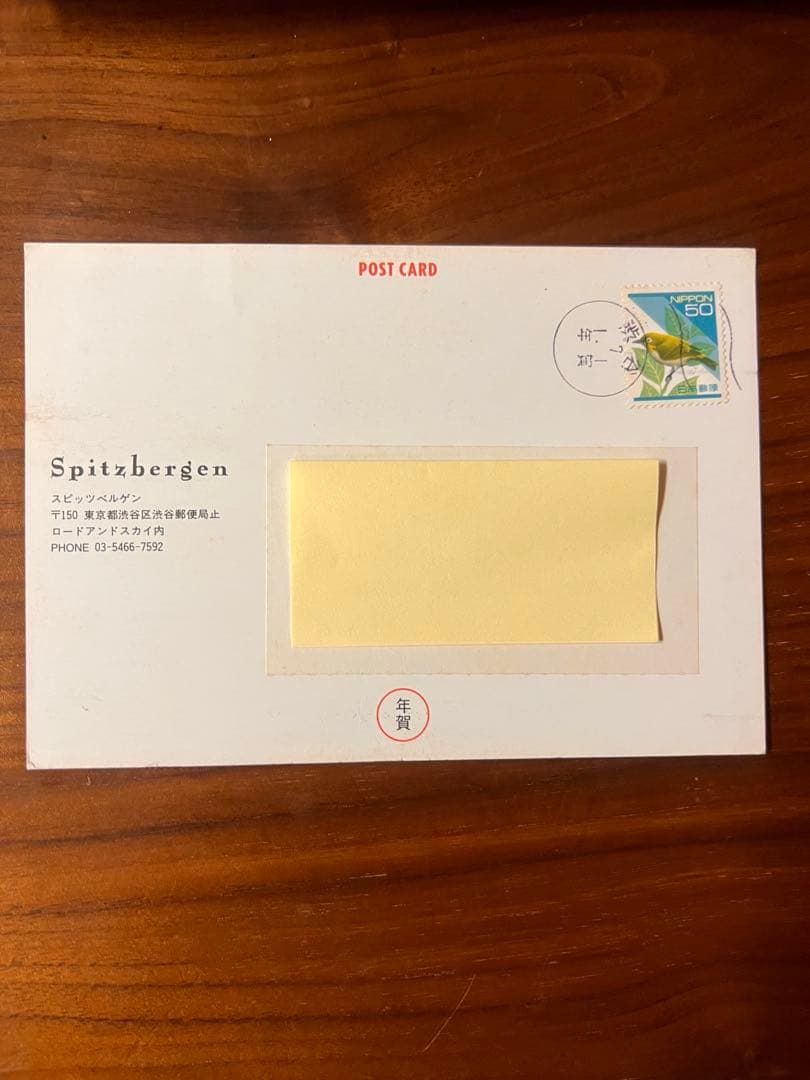 POST CARD
NIPPON
50
日本郵便
渋谷
Spitzbergen
スピッツベルゲン
〒150 東京都渋谷区渋谷郵便局止
ロードアンドスカイ内
PHONE 03-5466-7592
年賀